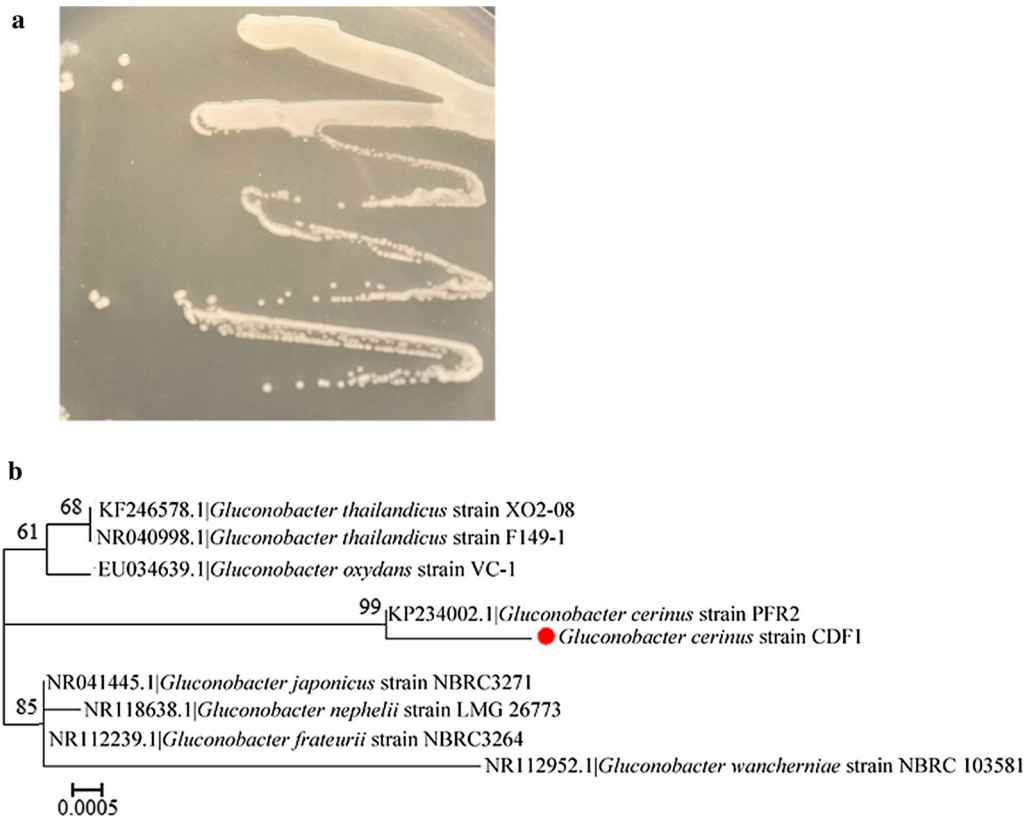 a
b
68
KF246578.1|Gluconobacter thailandicus strain XO2-08
61
NR040998.1|Gluconobacter thailandicus strain F149-1
EU034639.1|Gluconobacter oxydans strain VC-1
99
KP234002.1|Gluconobacter cerinus strain PFR2
Gluconobacter cerinus strain CDF1
NR041445.1|Gluconobacter japonicus strain NBRC3271
85
NR118638.1|Gluconobacter nephelii strain LMG 26773
NR112239.1|Gluconobacter frateurii strain NBRC3264
NR112952.1|Gluconobacter wancherniae strain NBRC 103581
0.0005